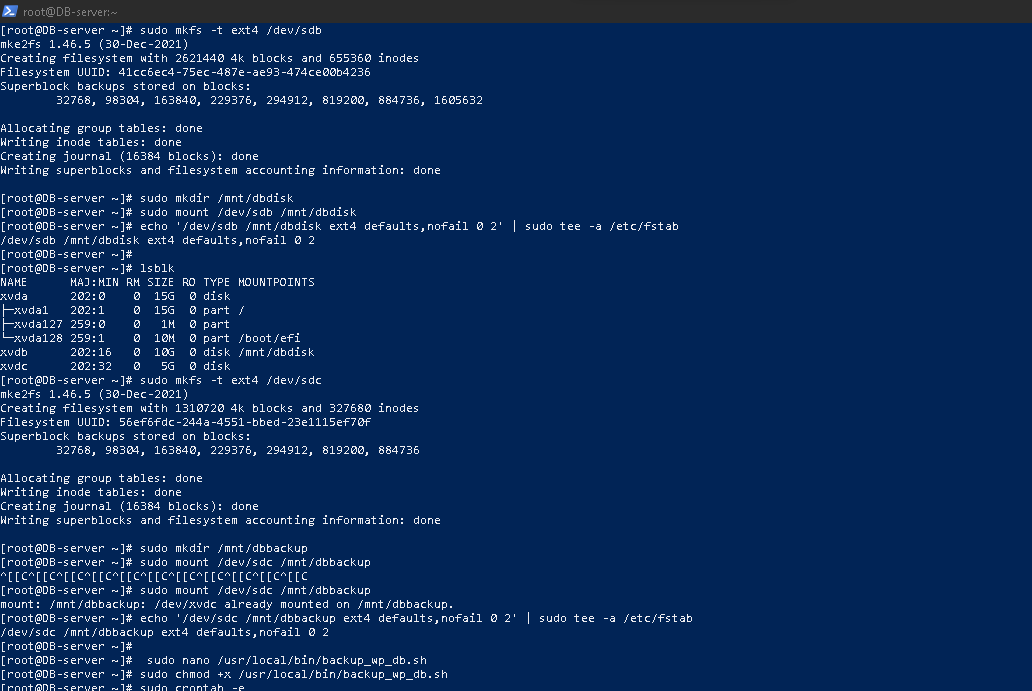 root@DB-server:~
[root@DB-server ~]# sudo mkfs -t ext4 /dev/sdb
mke2fs 1.46.5 (30-Dec-2021)
Creating filesystem with 2621440 4k blocks and 655360 inodes
Filesystem UUID: 41cc6ec4-75ec-487e-ae93-474ce00b4236
Superblock backups stored on blocks:
        32768, 98304, 163840, 229376, 294912, 819200, 884736, 1605632

Allocating group tables: done
Writing inode tables: done
Creating journal (16384 blocks): done
Writing superblocks and filesystem accounting information: done

[root@DB-server ~]# sudo mkdir /mnt/dbdisk
[root@DB-server ~]# sudo mount /dev/sdb /mnt/dbdisk
[root@DB-server ~]# echo '/dev/sdb /mnt/dbdisk ext4 defaults,nofail 0 2' | sudo tee -a /etc/fstab
/dev/sdb /mnt/dbdisk ext4 defaults,nofail 0 2
[root@DB-server ~]#
[root@DB-server ~]# lsblk
NAME      MAJ:MIN RM SIZE RO TYPE MOUNTPOINTS
xvda      202:0    0  15G  0 disk
├─xvda1   202:1    0  15G  0 part /
├─xvda127 259:0    0   1M  0 part
└─xvda128 259:1    0  10M  0 part /boot/efi
xvdb      202:16   0  10G  0 disk /mnt/dbdisk
xvdc      202:32   0   5G  0 disk
[root@DB-server ~]# sudo mkfs -t ext4 /dev/sdc
mke2fs 1.46.5 (30-Dec-2021)
Creating filesystem with 1310720 4k blocks and 327680 inodes
Filesystem UUID: 56ef6fdc-244a-4551-bbed-23e1115ef70f
Superblock backups stored on blocks:
        32768, 98304, 163840, 229376, 294912, 819200, 884736

Allocating group tables: done
Writing inode tables: done
Creating journal (16384 blocks): done
Writing superblocks and filesystem accounting information: done

[root@DB-server ~]# sudo mkdir /mnt/dbbackup
[root@DB-server ~]# sudo mount /dev/sdc /mnt/dbbackup
^[[C^[[C^[[C^[[C^[[C^[[C^[[C^[[C^[[C^[[C^[[C
[root@DB-server ~]# sudo mount /dev/sdc /mnt/dbbackup
mount: /mnt/dbbackup: /dev/xvdc already mounted on /mnt/dbbackup.
[root@DB-server ~]# echo '/dev/sdc /mnt/dbbackup ext4 defaults,nofail 0 2' | sudo tee -a /etc/fstab
/dev/sdc /mnt/dbbackup ext4 defaults,nofail 0 2
[root@DB-server ~]#
[root@DB-server ~]#  sudo nano /usr/local/bin/backup_wp_db.sh
[root@DB-server ~]# sudo chmod +x /usr/local/bin/backup_wp_db.sh
[root@DB-server ~]# sudo crontab -e